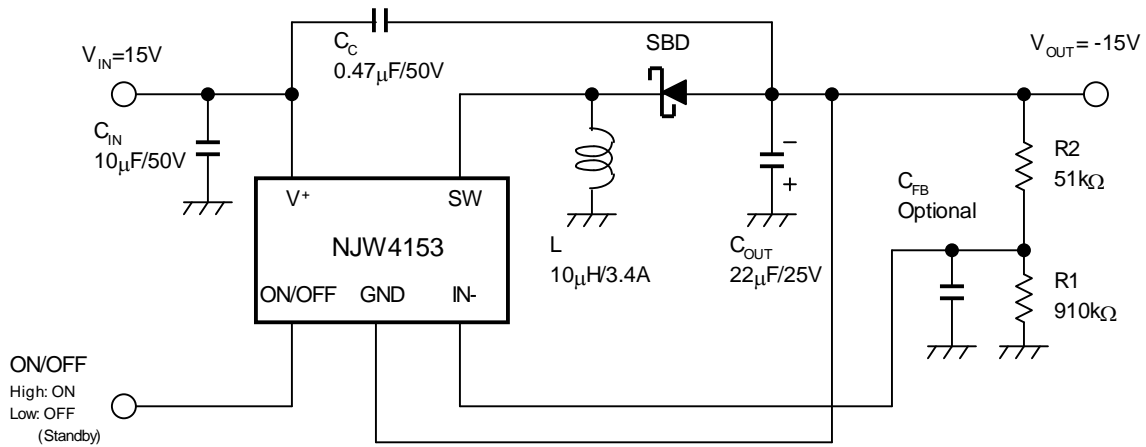 V_IN=15V
C_IN
10µF/50V
C_C
0.47µF/50V
SBD
V_OUT= -15V
V+
SW
NJW4153
ON/OFF
GND
IN-
L
10µH/3.4A
−
+
C_OUT
22µF/25V
C_FB
Optional
R2
51kΩ
R1
910kΩ
ON/OFF
High: ON
Low: OFF
(Standby)